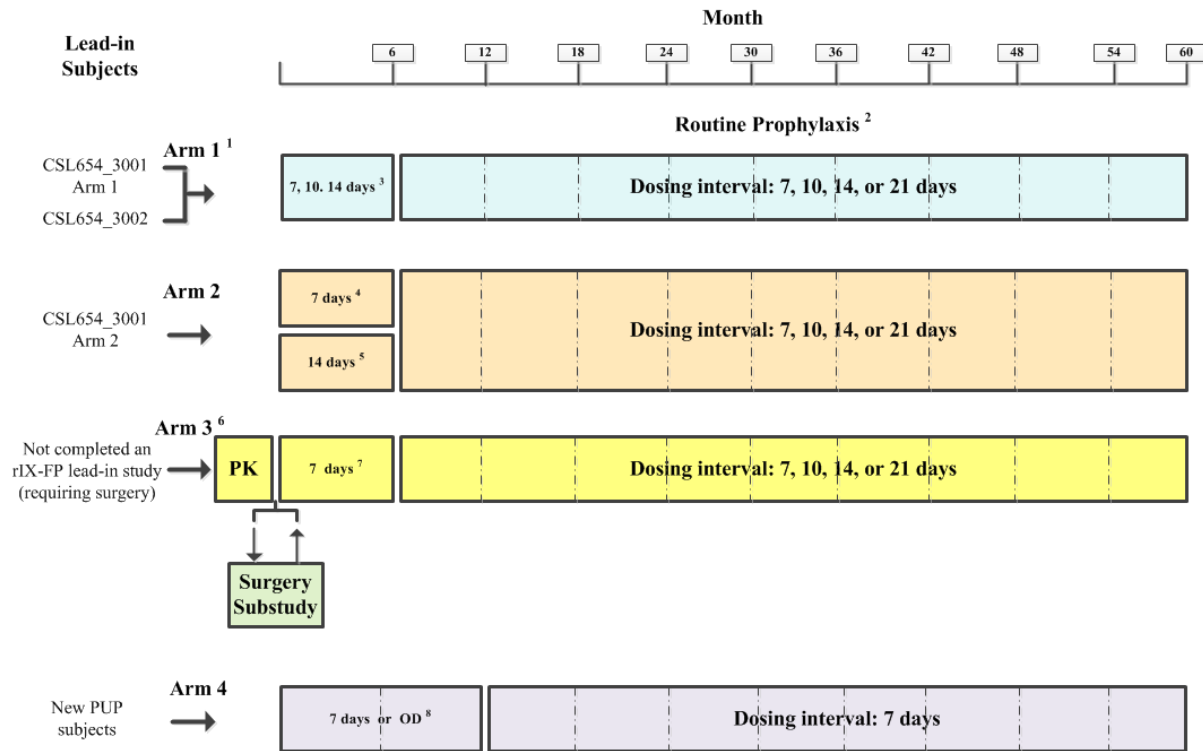 Month
Lead-in
Subjects
6 12 18 24 30 36 42 48 54 60
Routine Prophylaxis 2
Arm 1 1
CSL654_3001
Arm 1
CSL654_3002
7, 10. 14 days 3
Dosing interval: 7, 10, 14, or 21 days
Arm 2
CSL654_3001
Arm 2
7 days 4
14 days 5
Dosing interval: 7, 10, 14, or 21 days
Arm 3 6
Not completed an
rIX-FP lead-in study
(requiring surgery)
PK
7 days 7
Dosing interval: 7, 10, 14, or 21 days
Surgery
Substudy
Arm 4
New PUP
subjects
7 days or OD 8
Dosing interval: 7 days